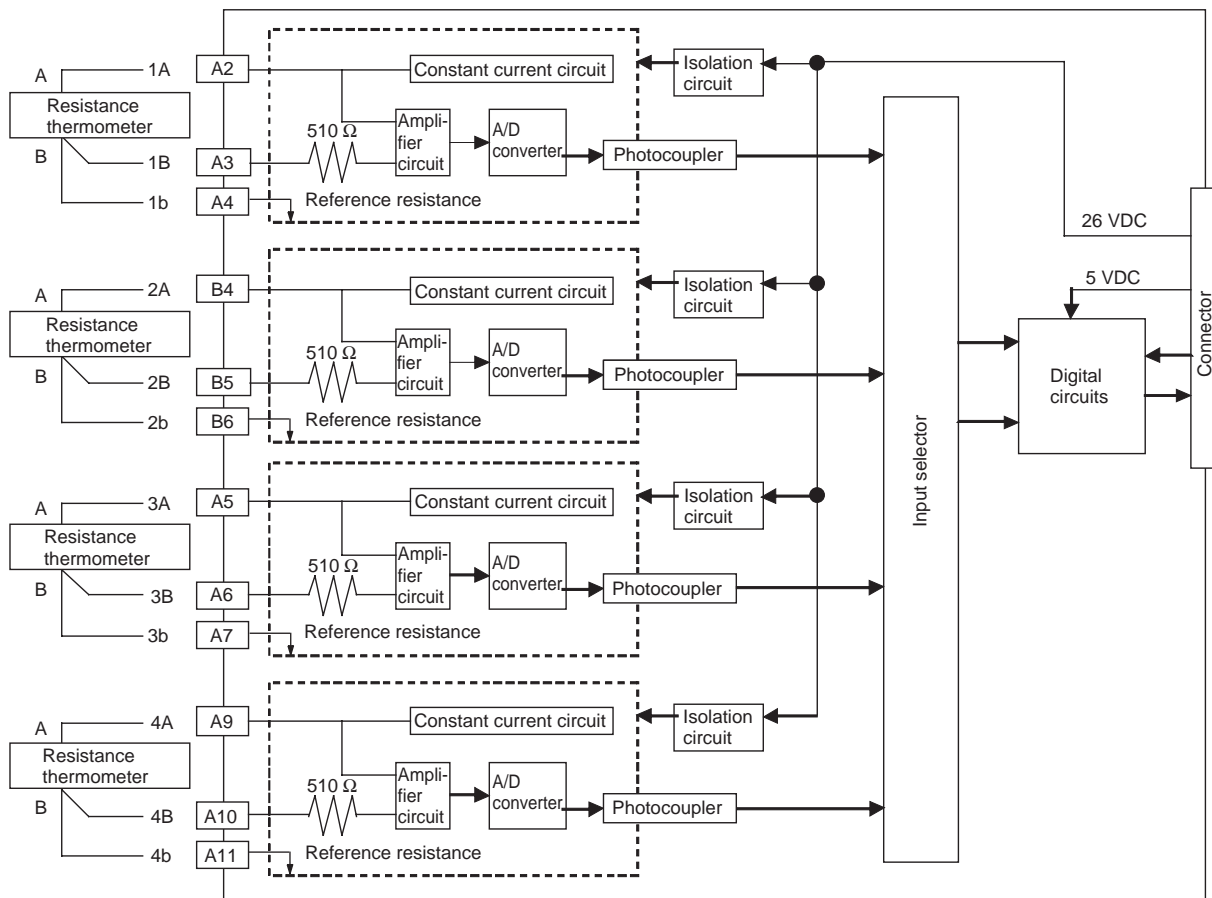 A
1A
A2
Constant current circuit
Isolation
circuit
Resistance
thermometer
510 Ω
Ampli-
fier
circuit
A/D
converter
Photocoupler
B
1B
A3
1b
A4
Reference resistance
26 VDC
A
2A
B4
Constant current circuit
Isolation
circuit
5 VDC
Resistance
thermometer
510 Ω
Ampli-
fier
circuit
A/D
converter
Photocoupler
B
2B
B5
2b
B6
Reference resistance
Input selector
Digital
circuits
Connector
A
3A
A5
Constant current circuit
Isolation
circuit
Resistance
thermometer
510 Ω
Ampli-
fier
circuit
A/D
converter
Photocoupler
B
3B
A6
3b
A7
Reference resistance
A
4A
A9
Constant current circuit
Isolation
circuit
Resistance
thermometer
510 Ω
Ampli-
fier
circuit
A/D
converter
Photocoupler
B
4B
A10
4b
A11
Reference resistance